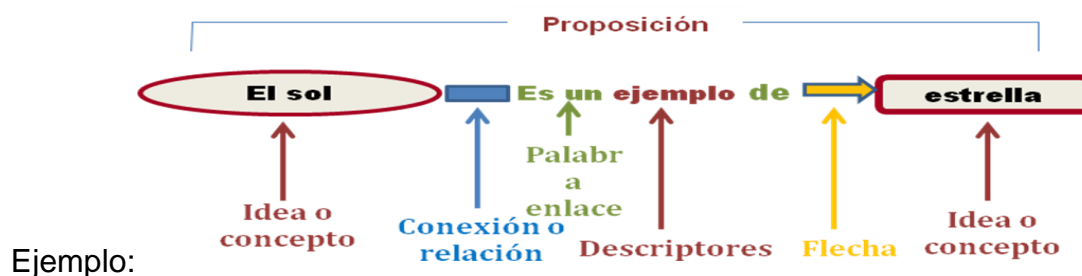 Proposición
El sol Es un ejemplo de estrella
Palabr
a
enlace
Idea o
concepto
Conexión o
relación
Descriptores
Flecha
Idea o
concepto
Ejemplo: